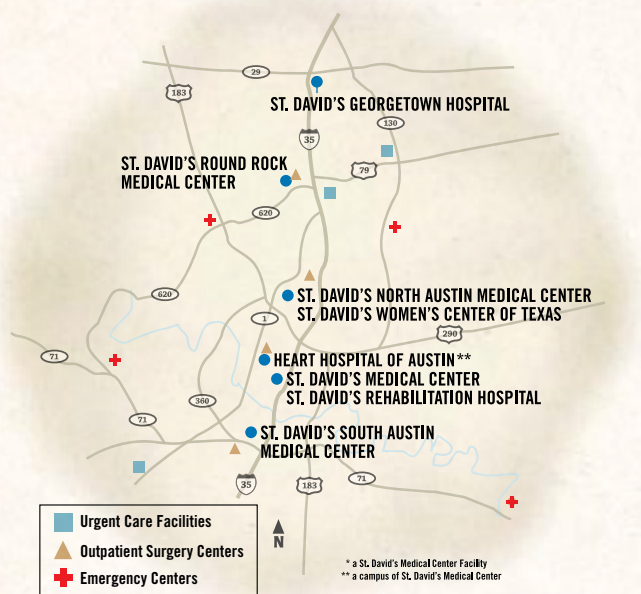 29
183
ST. DAVID'S GEORGETOWN HOSPITAL
130
35
ST. DAVID'S ROUND ROCK
MEDICAL CENTER
79
620
620
ST. DAVID'S NORTH AUSTIN MEDICAL CENTER
ST. DAVID'S WOMEN'S CENTER OF TEXAS
1
290
71
HEART HOSPITAL OF AUSTIN**
ST. DAVID'S MEDICAL CENTER
ST. DAVID'S REHABILITATION HOSPITAL
360
71
ST. DAVID'S SOUTH AUSTIN
MEDICAL CENTER
35
183
71
N
Urgent Care Facilities
Outpatient Surgery Centers
Emergency Centers
* a St. David's Medical Center Facility
** a campus of St. David's Medical Center